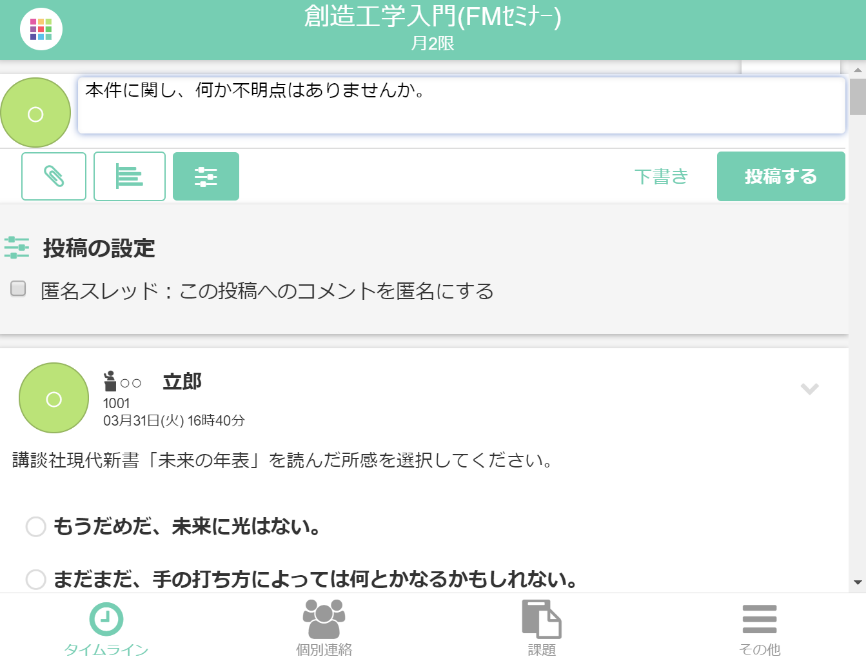 創造工学入門(FMｾﾐﾅｰ)
月2限
本件に関し、何か不明点はありませんか。
○
下書き
投稿する
投稿の設定
匿名スレッド：この投稿へのコメントを匿名にする
○
○○　立郎
1001
03月31日(火) 16時40分
講談社現代新書「未来の年表」を読んだ所感を選択してください。
もうだめだ、未来に光はない。
まだまだ、手の打ち方によっては何とかなるかもしれない。
タイムライン
個別連絡
課題
その他